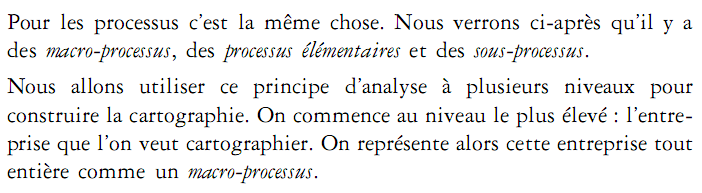 Pour les processus c’est la même chose. Nous verrons ci-après qu’il y a
des macro-processus, des processus élémentaires et des sous-processus.
Nous allons utiliser ce principe d’analyse à plusieurs niveaux pour
construire la cartographie. On commence au niveau le plus élevé : l’entre-
prise que l’on veut cartographier. On représente alors cette entreprise tout
entière comme un macro-processus.